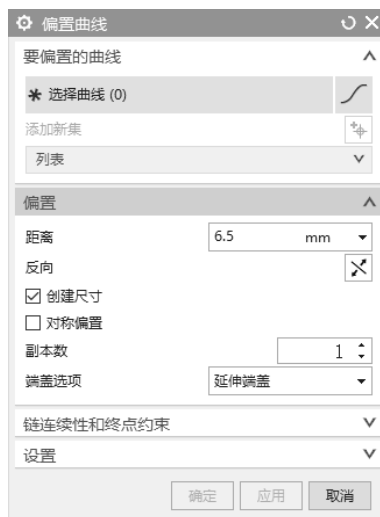 偏置曲线
要偏置的曲线
* 选择曲线 (0)
添加新集
列表
偏置
距离 6.5 mm
反向
创建尺寸
对称偏置
副本数 1
端盖选项 延伸端盖
链连续性和终点约束
设置
确定 应用 取消